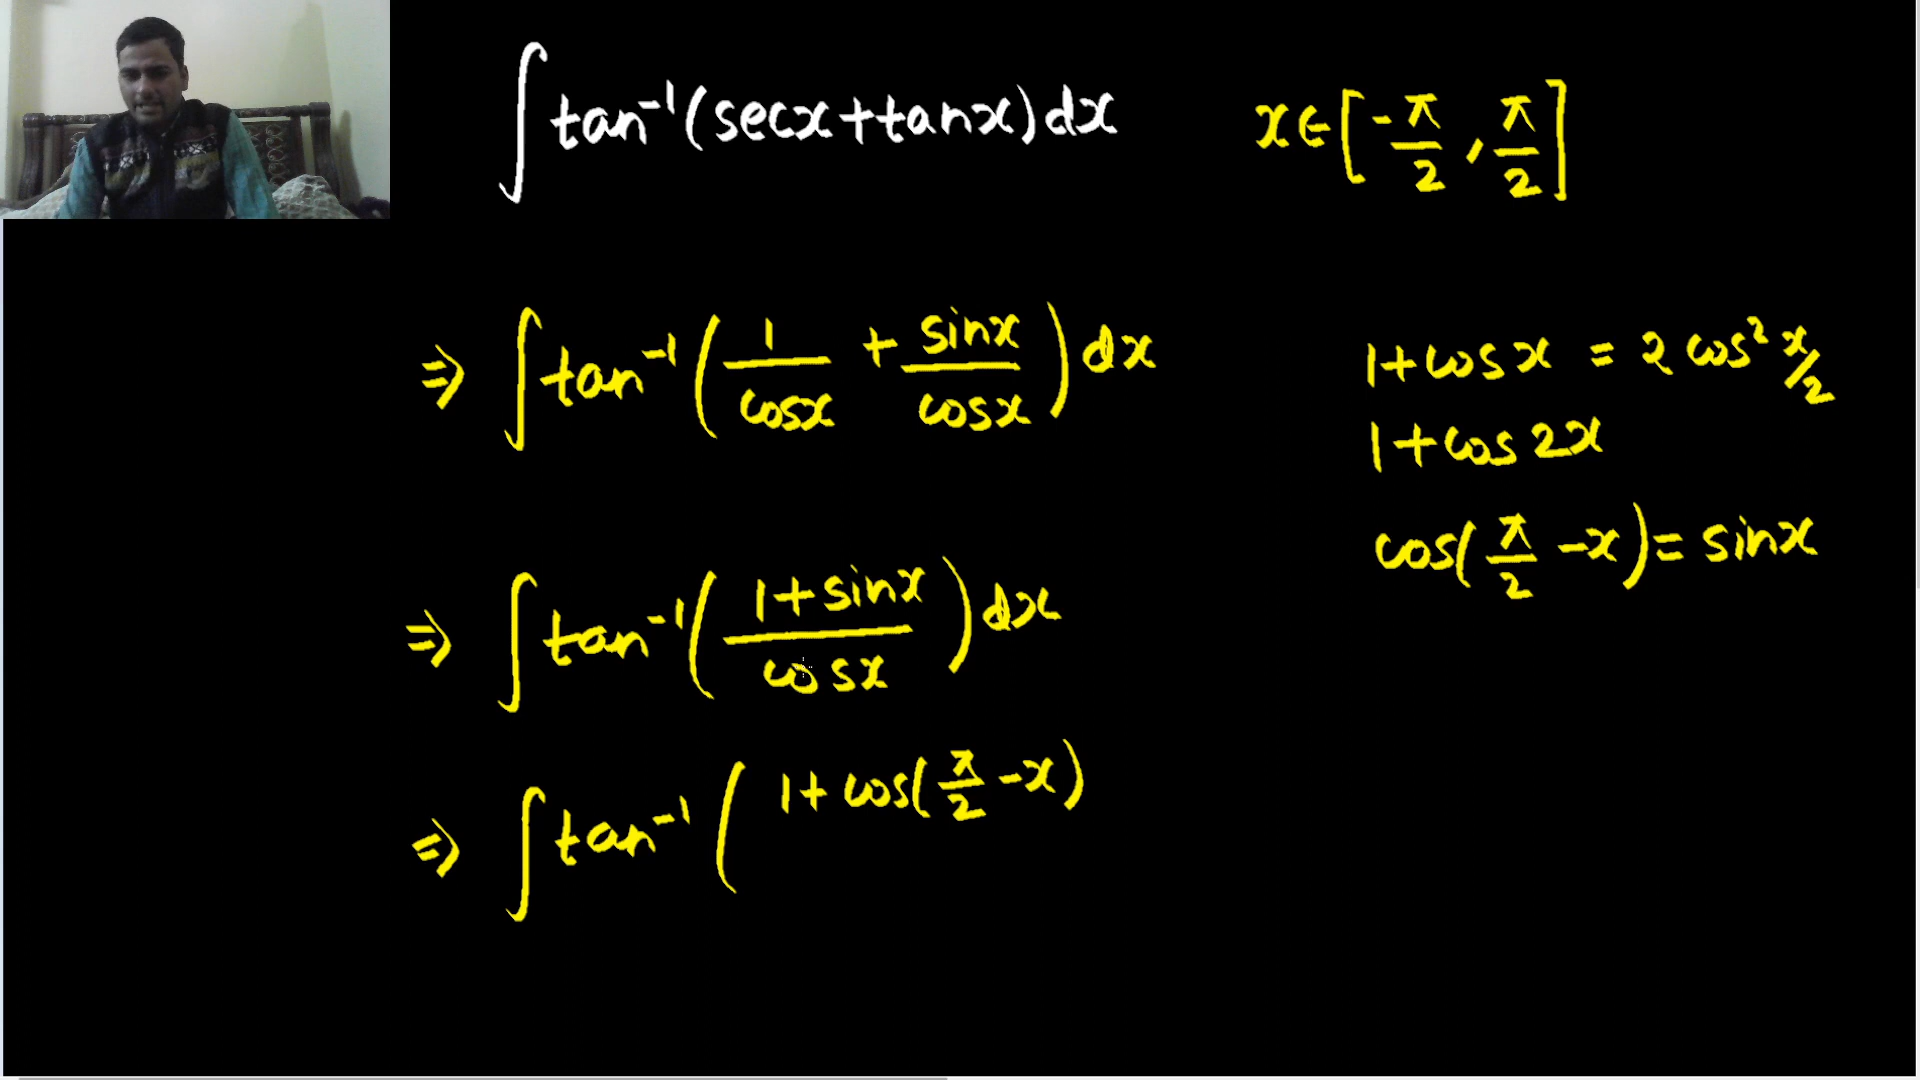 ∫tan⁻¹(secx+tanx)dx x∈[-π/2, π/2]
⇒ ∫tan⁻¹(1/cosx + sinx/cosx)dx
1+cosx = 2cos²x/2
1+cos2x
cos(π/2 -x)= sinx
⇒ ∫tan⁻¹(1+sinx/cosx)dx
⇒ ∫tan⁻¹(1+cos(π/2 -x)